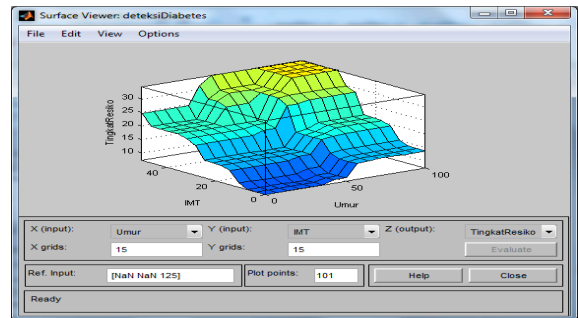 Surface Viewer: deteksiDiabetes
File Edit View Options
TingkatResiko
30
25
20
15
10
40
20
0
IMT
0
50
100
Umur
X (input): Umur Y (input): IMT Z (output): TingkatResiko
X grids: 15 Y grids: 15 Evaluate
Ref. Input: [NaN NaN 125] Plot points: 101 Help Close
Ready